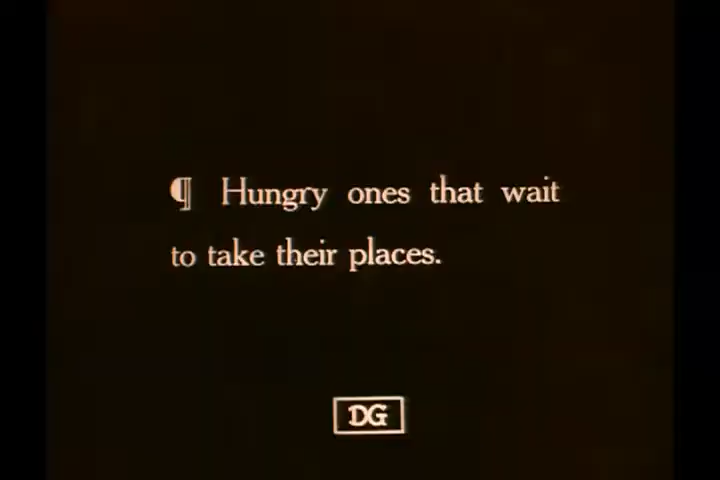 ¶ Hungry ones that wait
to take their places.
DG